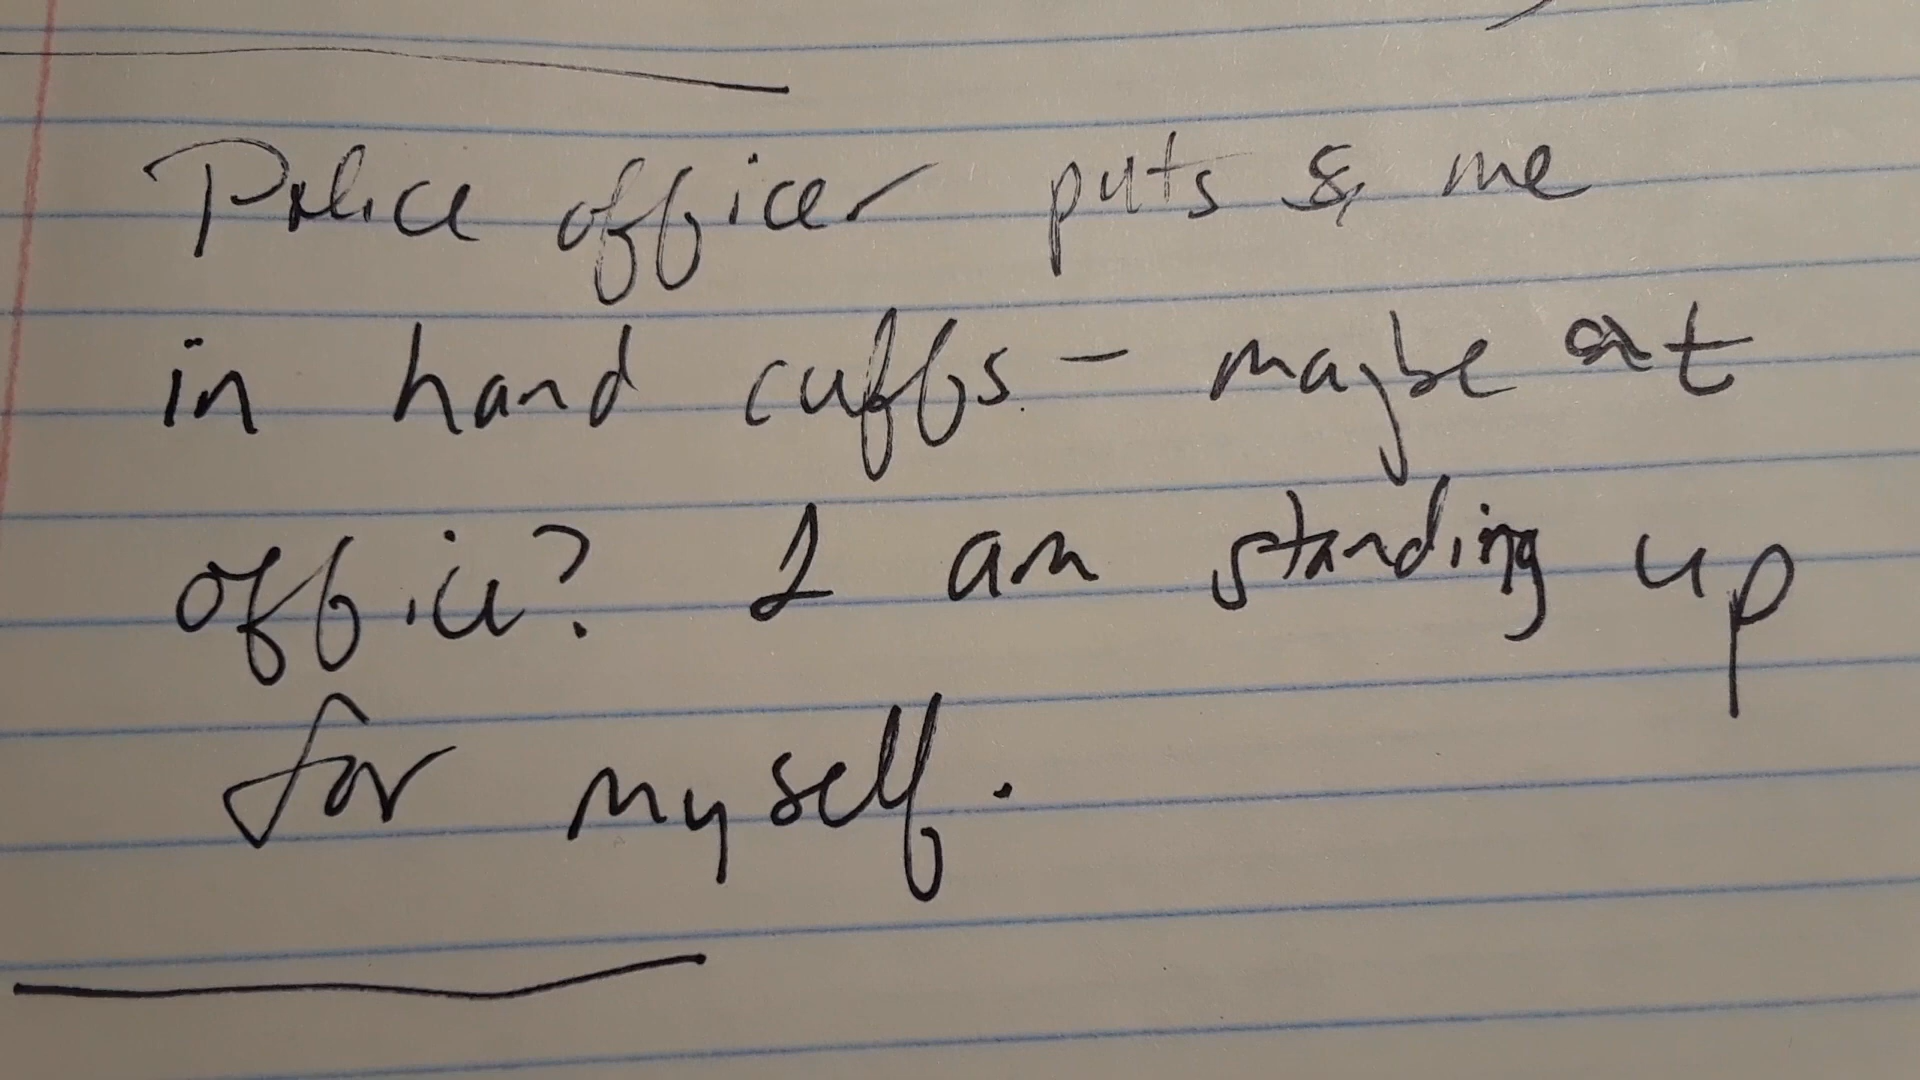 Police officer puts & me
in hand cuffs - maybe at
office? I am standing up
for myself.